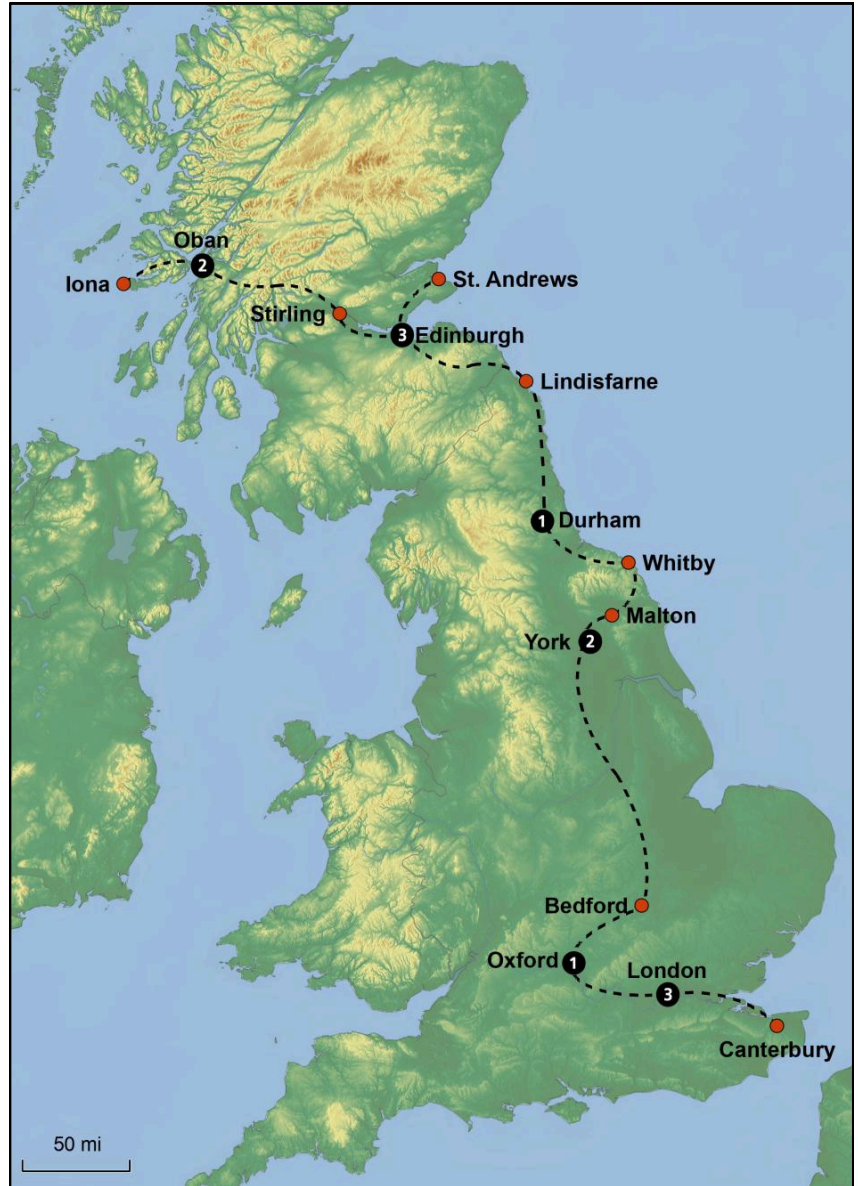 Oban
2
Iona
St. Andrews
Stirling
3
Edinburgh
Lindisfarne
1
Durham
Whitby
Malton
York
2
Bedford
Oxford
1
London
3
Canterbury
50 mi